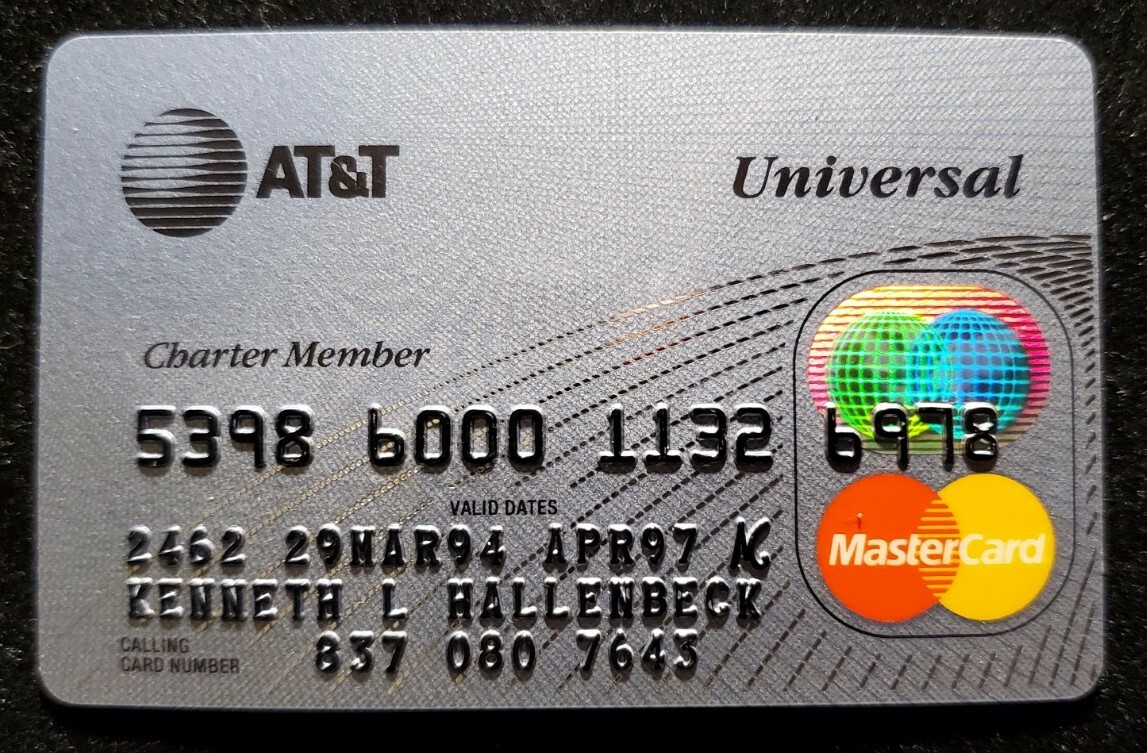 AT&T
Universal
Charter Member
5398 6000 1132 6978
VALID DATES
2462 29MAR94 APR97
KENNETH L HALLENBECK
CALLING
CARD NUMBER
837 080 7643
MasterCard